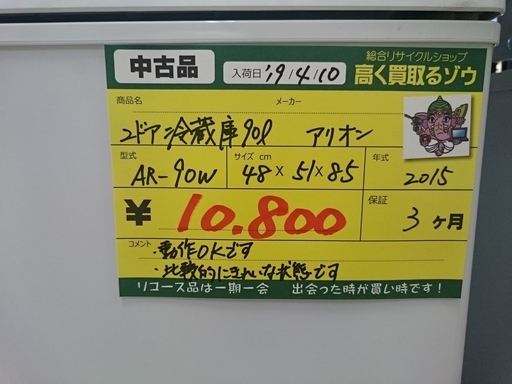 中古品 入荷日 '19/4/10 総合リサイクルショップ 高く買取るゾウ
商品名 メーカー
2ドア冷蔵庫90ℓ アリオン
型式 サイズ cm 年式
AR-90W 48×51×85 2015
¥10.800 保証 3ヶ月
コメント ・動作OKです
・比較的にきれいな状態です
リユース品は一期一会 出会った時が買い時です!